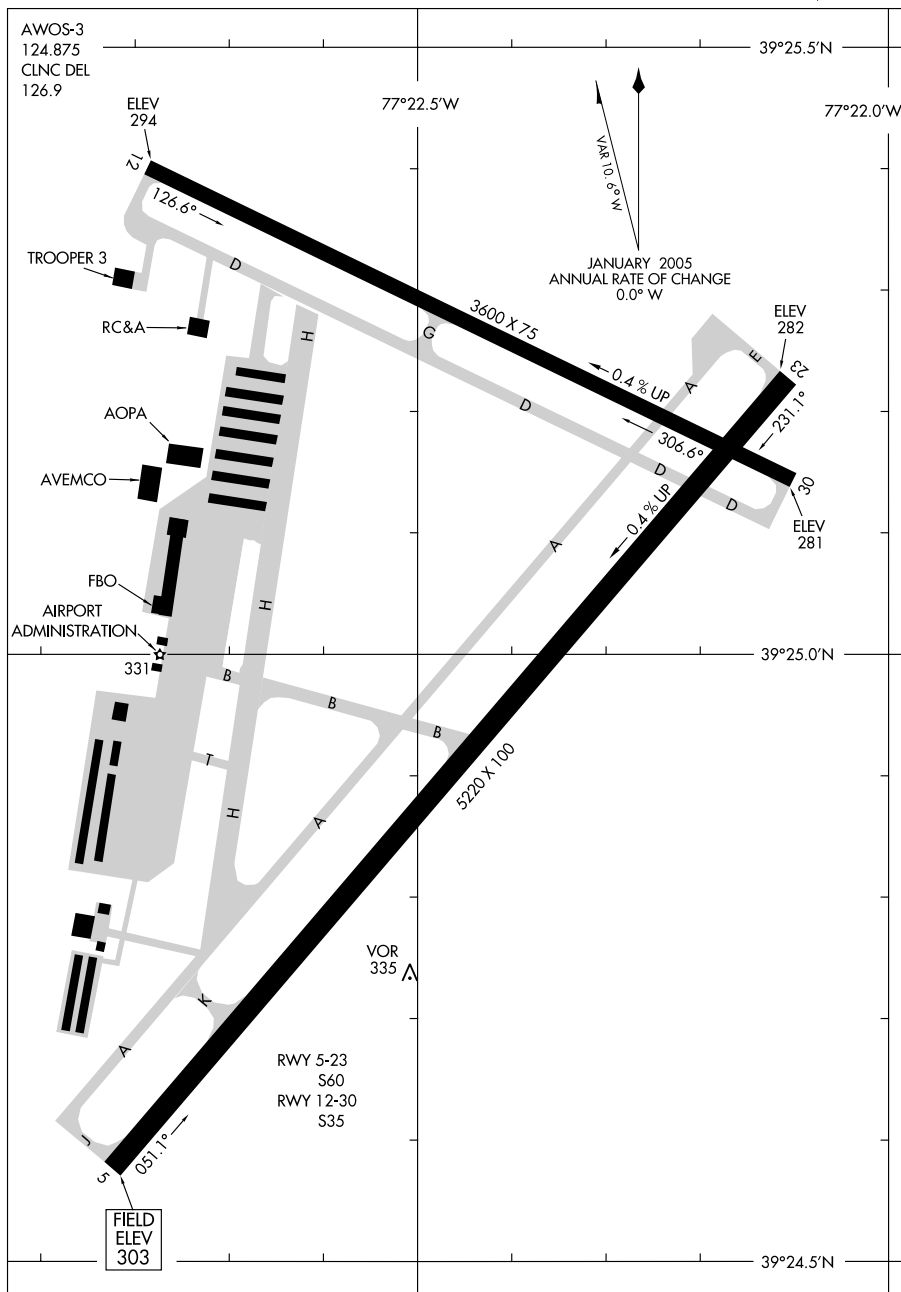 AWOS-3
124.875
CLNC DEL
126.9
39°25.5'N
77°22.5'W
77°22.0'W
ELEV
294
12
126.6°
VAR 10.6° W
JANUARY 2005
ANNUAL RATE OF CHANGE
0.0° W
TROOPER 3
D
RC&A
H
G
3600 X 75
ELEV
282
23
E
A
0.4% UP
231.1°
D
306.6°
D
D
30
ELEV
281
AOPA
AVEMCO
0.4% UP
A
FBO
H
AIRPORT
ADMINISTRATION
331
39°25.0'N
B
B
B
T
H
A
5220 X 100
VOR
335
K
A
RWY 5-23
S60
RWY 12-30
S35
J
5
051.1°
FIELD
ELEV
303
39°24.5'N